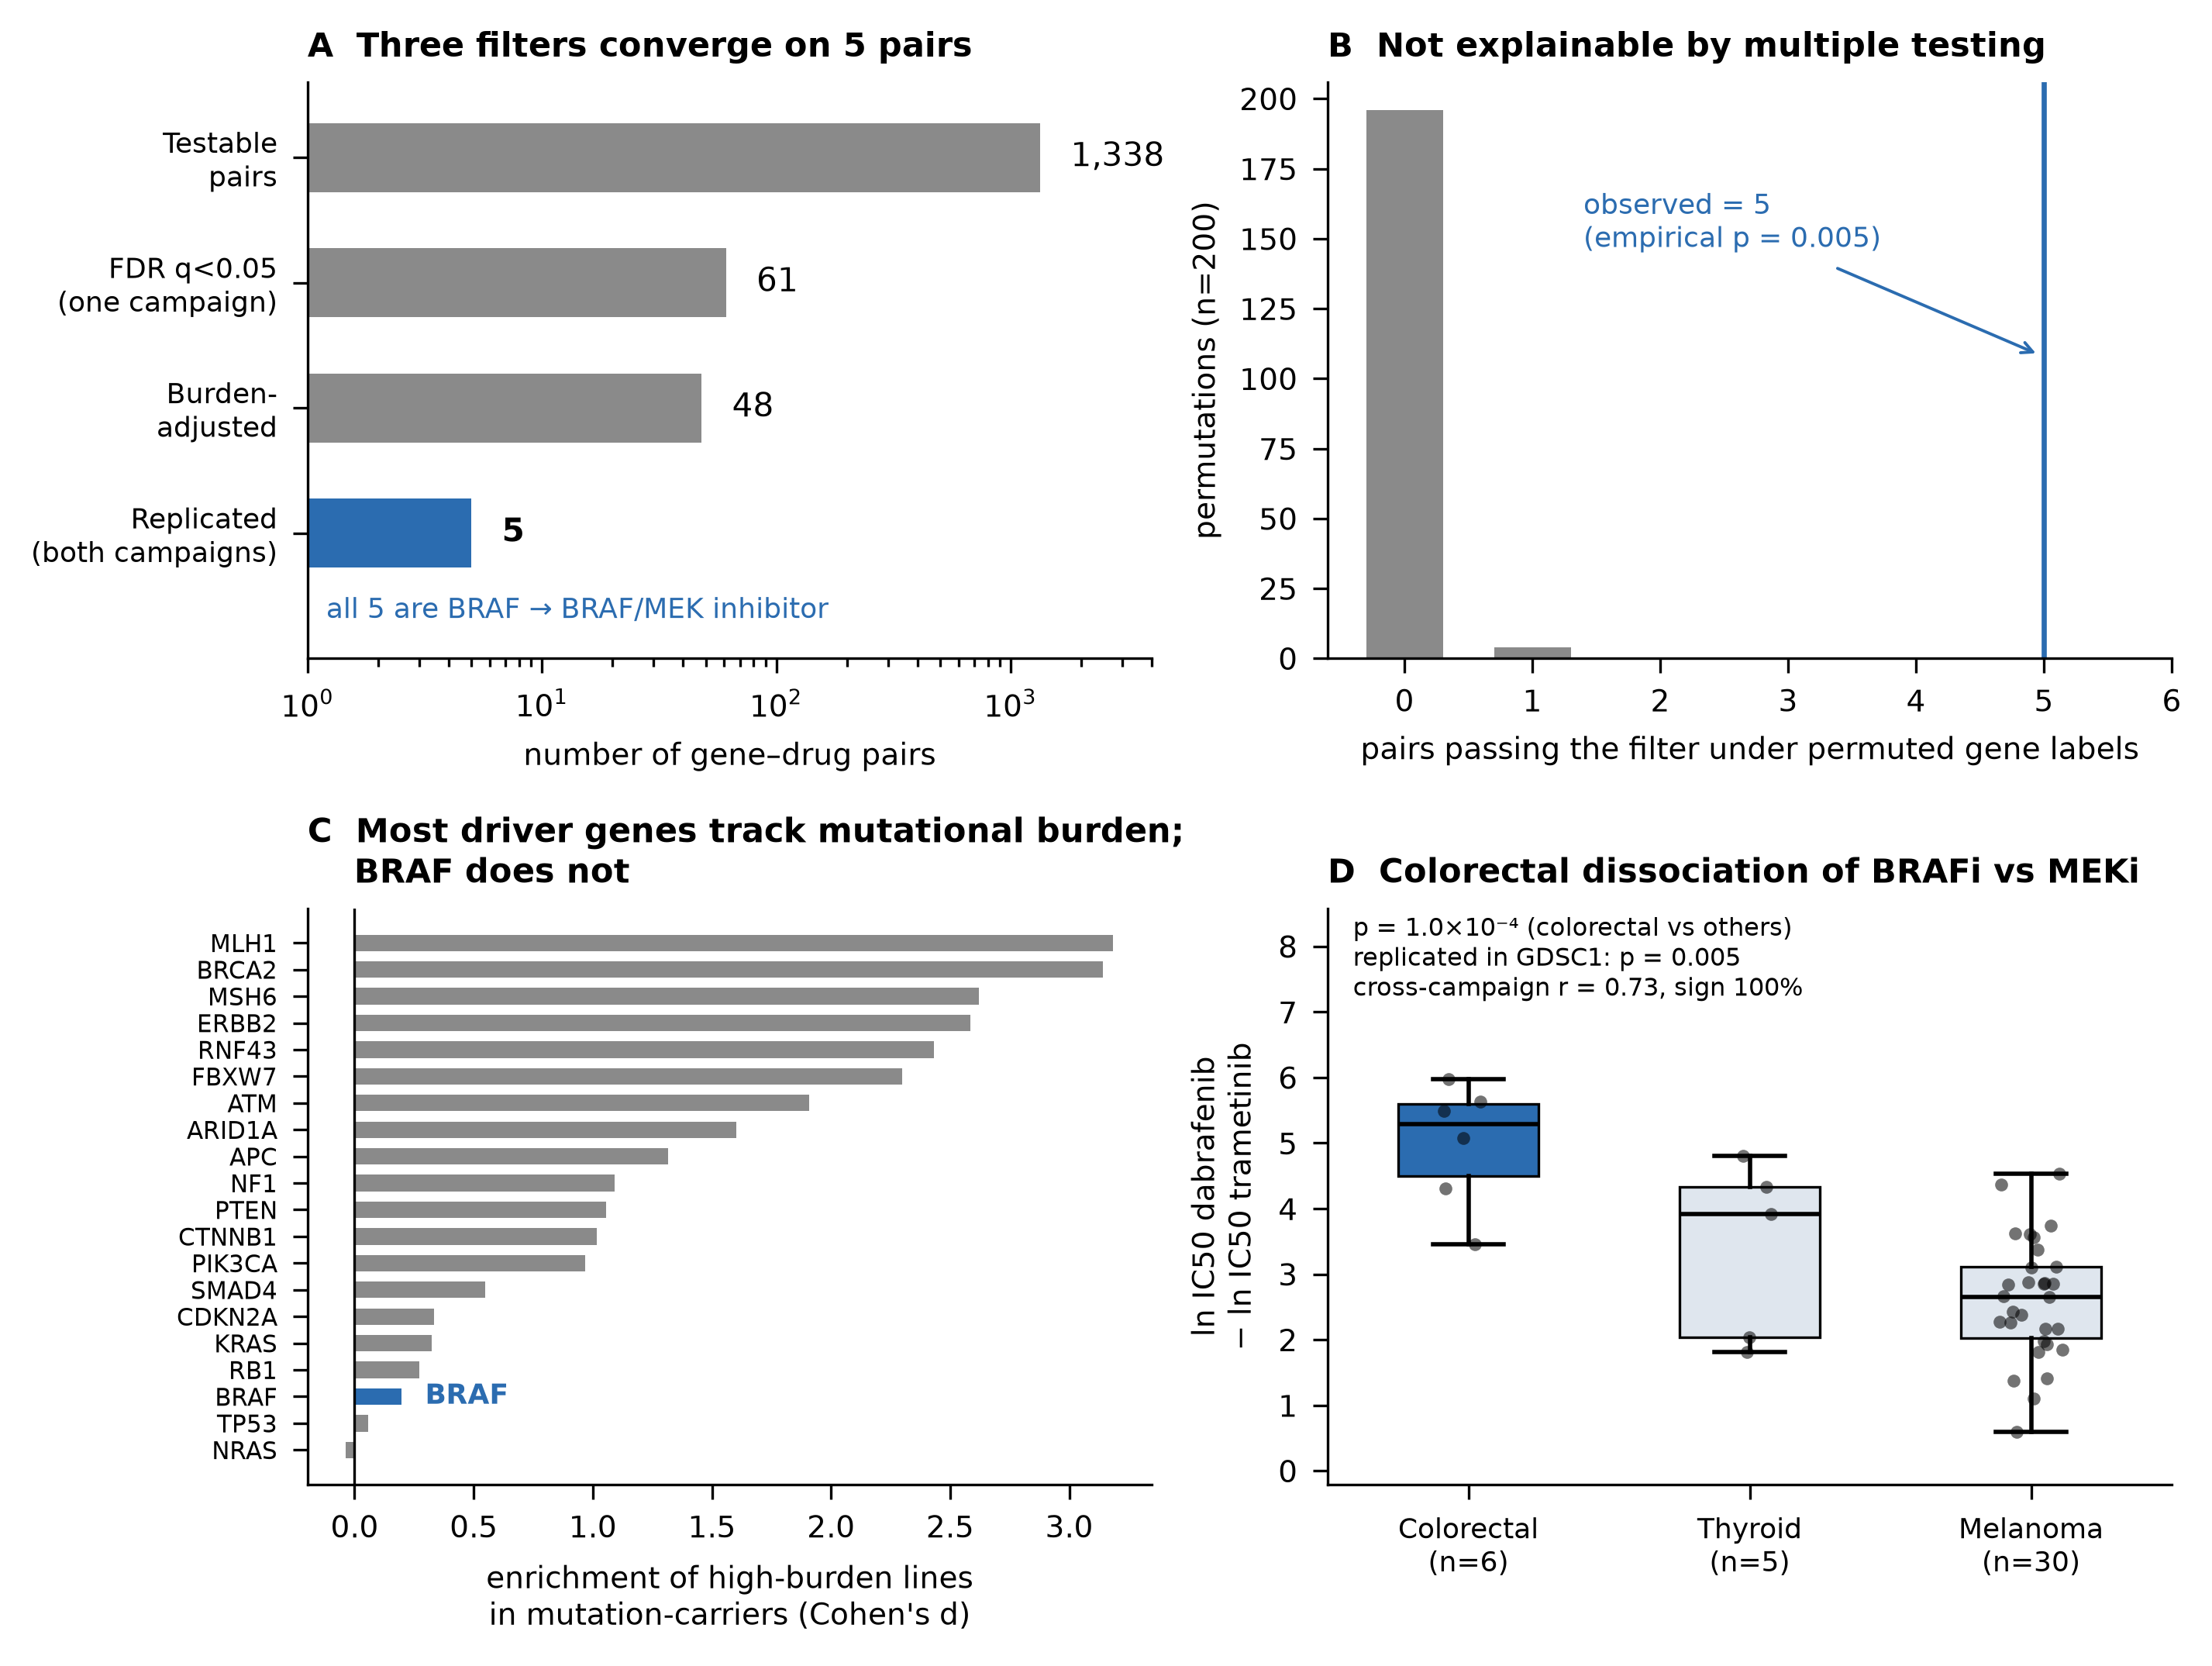 A  Three filters converge on 5 pairs
Testable
pairs
1,338
FDR q<0.05
(one campaign)
61
Burden-
adjusted
48
Replicated
(both campaigns)
5
all 5 are BRAF → BRAF/MEK inhibitor
10⁰ 10¹ 10² 10³
number of gene–drug pairs
B  Not explainable by multiple testing
200
175
150
125
100
75
50
25
0
permutations (n=200)
observed = 5
(empirical p = 0.005)
0 1 2 3 4 5 6
pairs passing the filter under permuted gene labels
C  Most driver genes track mutational burden;
BRAF does not
MLH1
BRCA2
MSH6
ERBB2
RNF43
FBXW7
ATM
ARID1A
APC
NF1
PTEN
CTNNB1
PIK3CA
SMAD4
CDKN2A
KRAS
RB1
BRAF BRAF
TP53
NRAS
0.0 0.5 1.0 1.5 2.0 2.5 3.0
enrichment of high-burden lines
in mutation-carriers (Cohen's d)
D  Colorectal dissociation of BRAFi vs MEKi
p = 1.0×10⁻⁴ (colorectal vs others)
replicated in GDSC1: p = 0.005
cross-campaign r = 0.73, sign 100%
8
7
6
5
4
3
2
1
0
ln IC50 dabrafenib
− ln IC50 trametinib
Colorectal
(n=6)
Thyroid
(n=5)
Melanoma
(n=30)